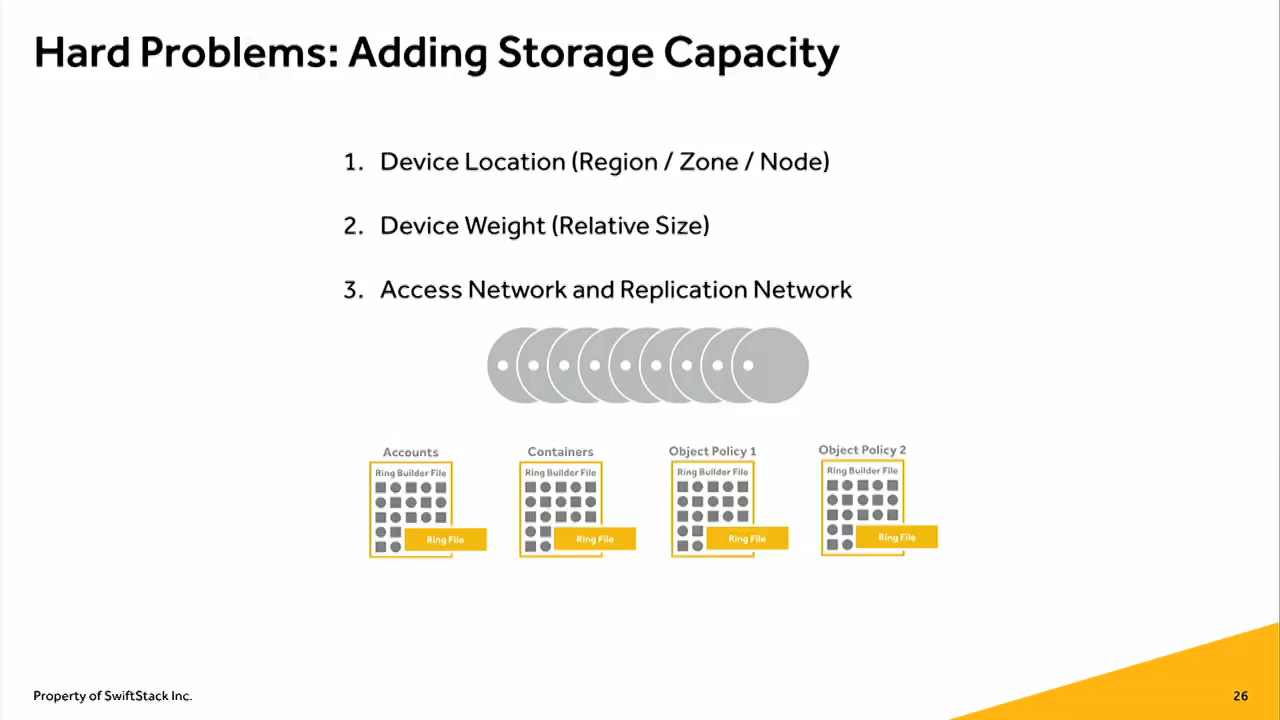 Hard Problems: Adding Storage Capacity
1. Device Location (Region / Zone / Node)
2. Device Weight (Relative Size)
3. Access Network and Replication Network
Accounts
Ring Builder File
Ring File
Containers
Ring Builder File
Ring File
Object Policy 1
Ring Builder File
Ring File
Object Policy 2
Ring Builder File
Ring File
Property of SwiftStack Inc.
26